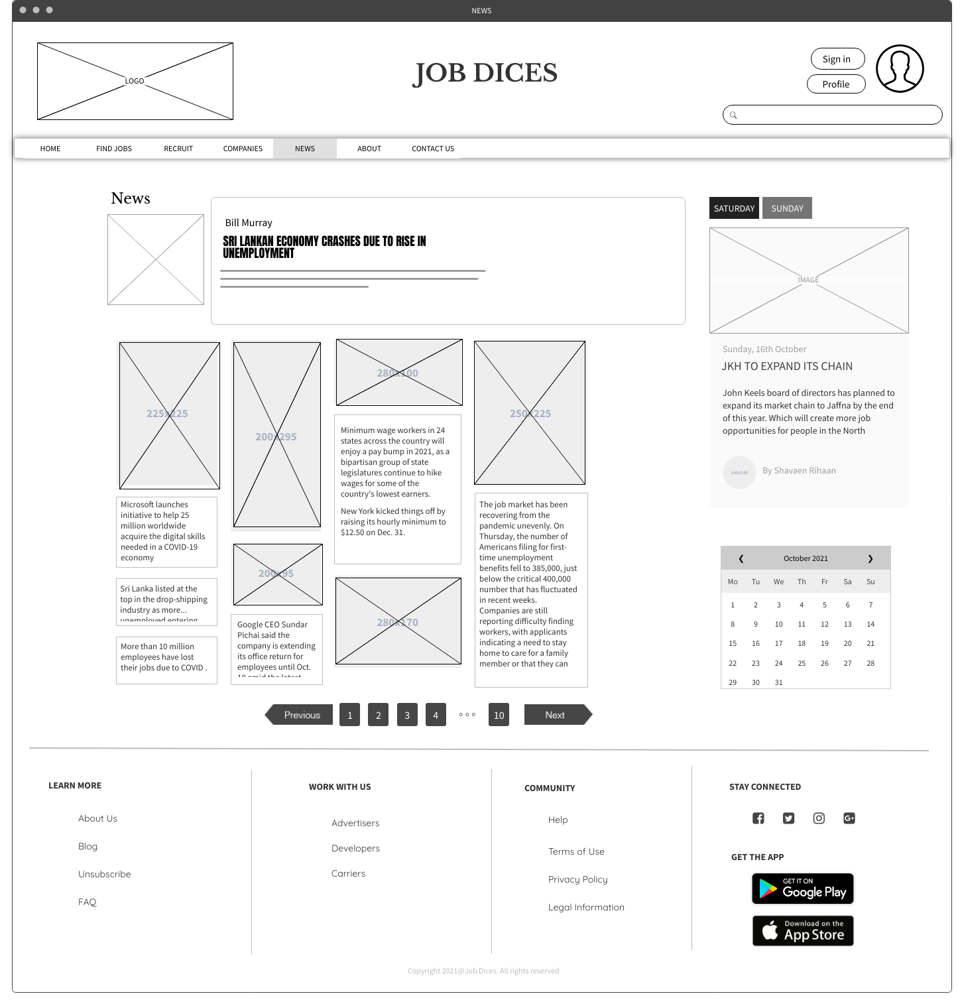 NEWS
LOGO
JOB DICES
Sign in
Profile
HOME
FIND JOBS
RECRUIT
COMPANIES
NEWS
ABOUT
CONTACT US
News
Bill Murray
SRI LANKAN ECONOMY CRASHES DUE TO RISE IN
UNEMPLOYMENT
SATURDAY
SUNDAY
IMAGE
Sunday, 16th October
JKH TO EXPAND ITS CHAIN
John Keels board of directors has planned to
expand its market chain to Jaffna by the end
of this year. Which will create more job
opportunities for people in the North
140x140
By Shavaen Rihaan
225x225
Microsoft launches
initiative to help 25
million worldwide
acquire the digital skills
needed in a COVID-19
economy
Sri Lanka listed at the
top in the drop-shipping
industry as more...
unemployed entering
More than 10 million
employees have lost
their jobs due to COVID .
200x295
200x95
Google CEO Sundar
Pichai said the
company is extending
its office return for
employees until Oct.
18 amid the latest
280x100
Minimum wage workers in 24
states across the country will
enjoy a pay bump in 2021, as a
bipartisan group of state
legislatures continue to hike
wages for some of the
country's lowest earners.
New York kicked things off by
raising its hourly minimum to
$12.50 on Dec. 31.
280x170
250x225
The job market has been
recovering from the
pandemic unevenly. On
Thursday, the number of
Americans filing for first-
time unemployment
benefits fell to 385,000, just
below the critical 400,000
number that has fluctuated
in recent weeks.
Companies are still
reporting difficulty finding
workers, with applicants
indicating a need to stay
home to care for a family
member or that they can
❮ October 2021 ❯
Mo Tu We Th Fr Sa Su
1 2 3 4 5 6 7
8 9 10 11 12 13 14
15 16 17 18 19 20 21
22 23 24 25 26 27 28
29 30 31
Previous 1 2 3 4 10 Next
LEARN MORE
About Us
Blog
Unsubscribe
FAQ
WORK WITH US
Advertisers
Developers
Carriers
COMMUNITY
Help
Terms of Use
Privacy Policy
Legal Information
STAY CONNECTED
GET THE APP
GET IT ON
Google Play
Download on the
App Store
Copyright 2021@Job Dices. All rights reserved